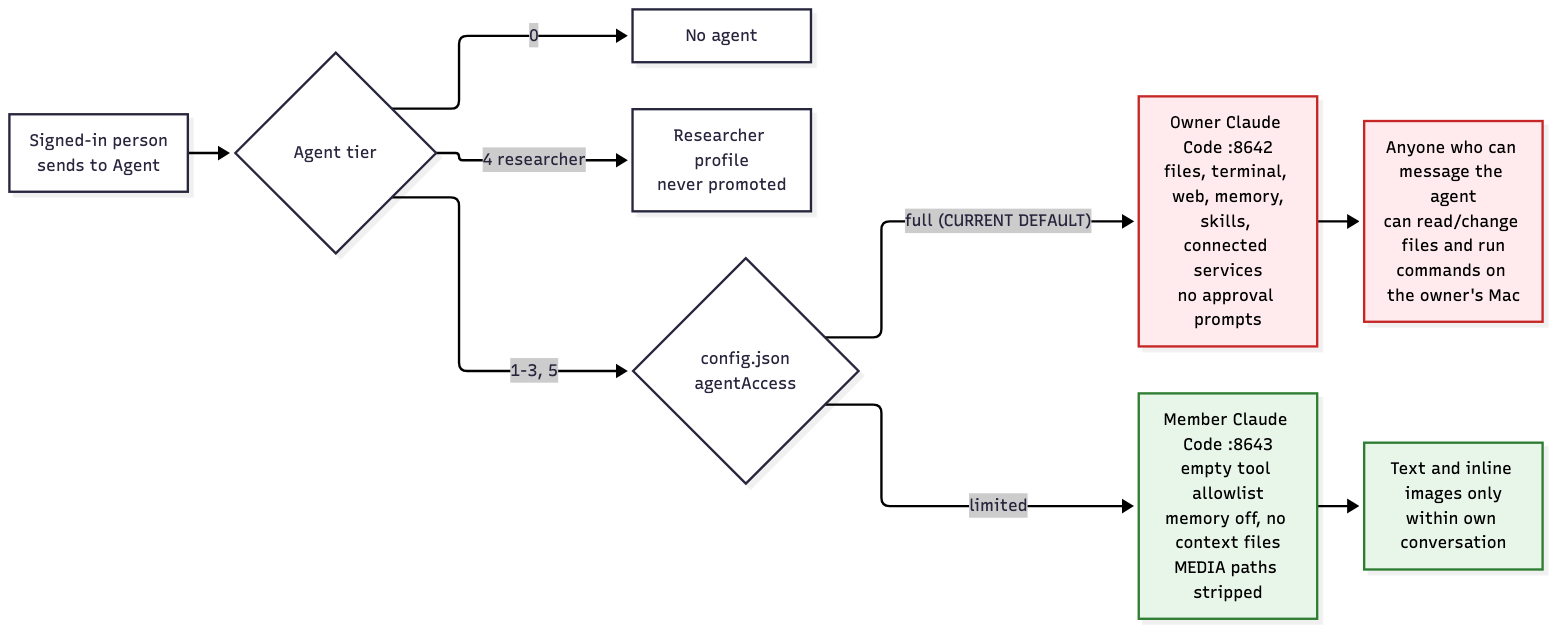 Signed-in person
sends to Agent
Agent tier
0
No agent
4 researcher
Researcher
profile
never promoted
1-3, 5
config.json
agentAccess
full (CURRENT DEFAULT)
Owner Claude
Code :8642
files, terminal,
web, memory,
skills,
connected
services
no approval
prompts
Anyone who can
message the
agent
can read/change
files and run
commands on
the owner's Mac
limited
Member Claude
Code :8643
empty tool
allowlist
memory off, no
context files
MEDIA paths
stripped
Text and inline
images only
within own
conversation